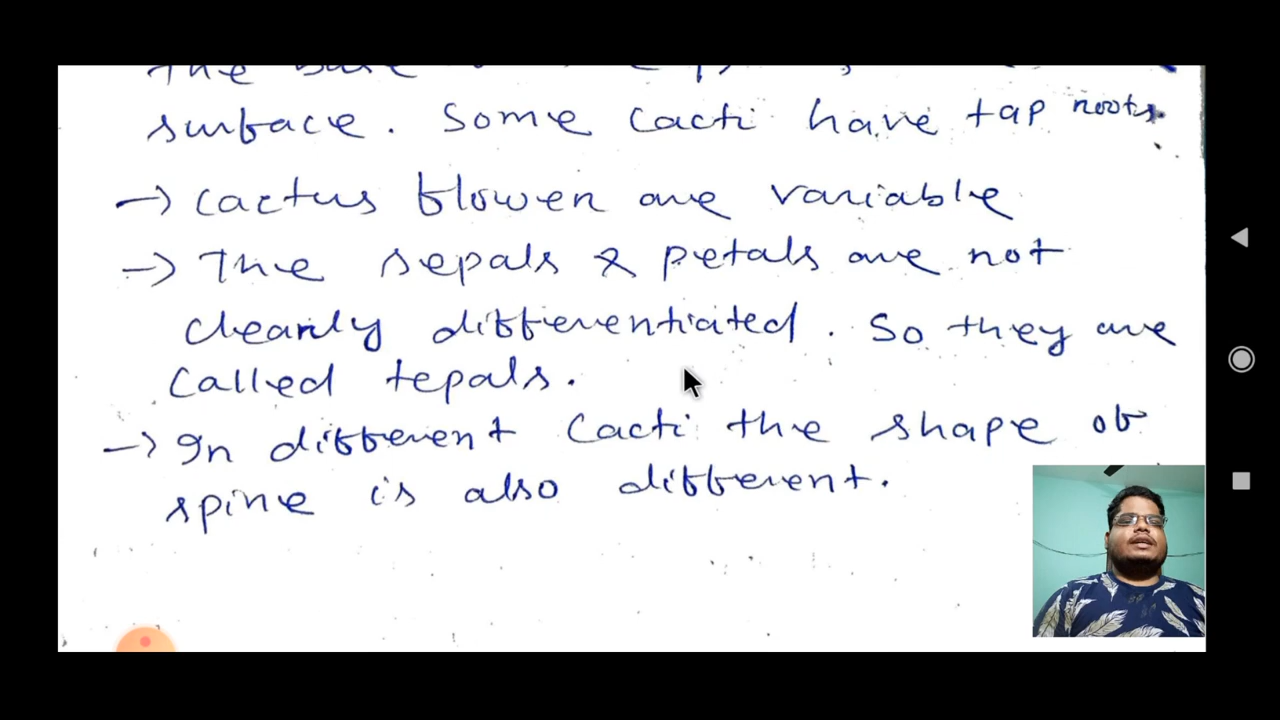 surface. Some cacti have tap roots.
→ Cactus flower are variable
→ The sepals & petals are not
clearly differentiated. So they are
called tepals.
→ In different Cacti the shape of
spine is also different.